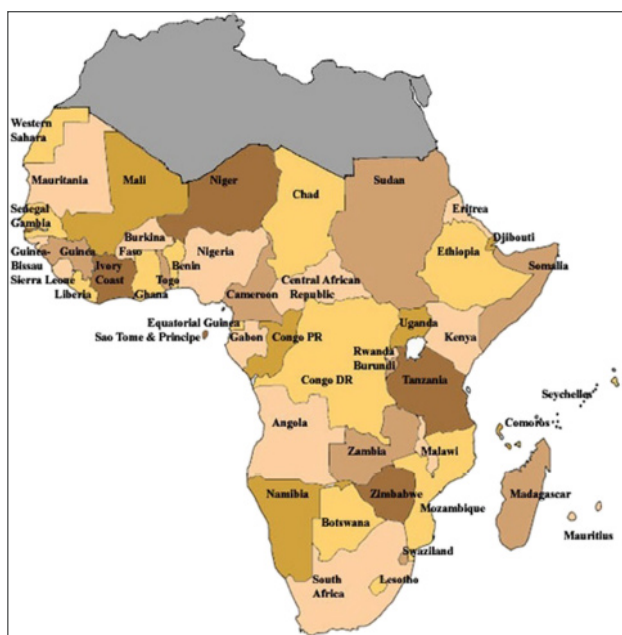 Western
Sahara
Mauritania
Mali
Niger
Chad
Sudan
Eritrea
Senegal
Gambia
Burkina
Faso
Nigeria
Djibouti
Ethiopia
Guinea-
Bissau
Guinea
Ivory
Coast
Benin
Togo
Somalia
Sierra Leone
Liberia
Ghana
Cameroon
Central African
Republic
Equatorial Guinea
Sao Tome & Principe
Gabon
Congo PR
Uganda
Kenya
Rwanda
Burundi
Congo DR
Tanzania
Seychelles
Comoros
Angola
Zambia
Malawi
Namibia
Zimbabwe
Madagascar
Mozambique
Botswana
Mauritius
Swaziland
South
Africa
Lesotho